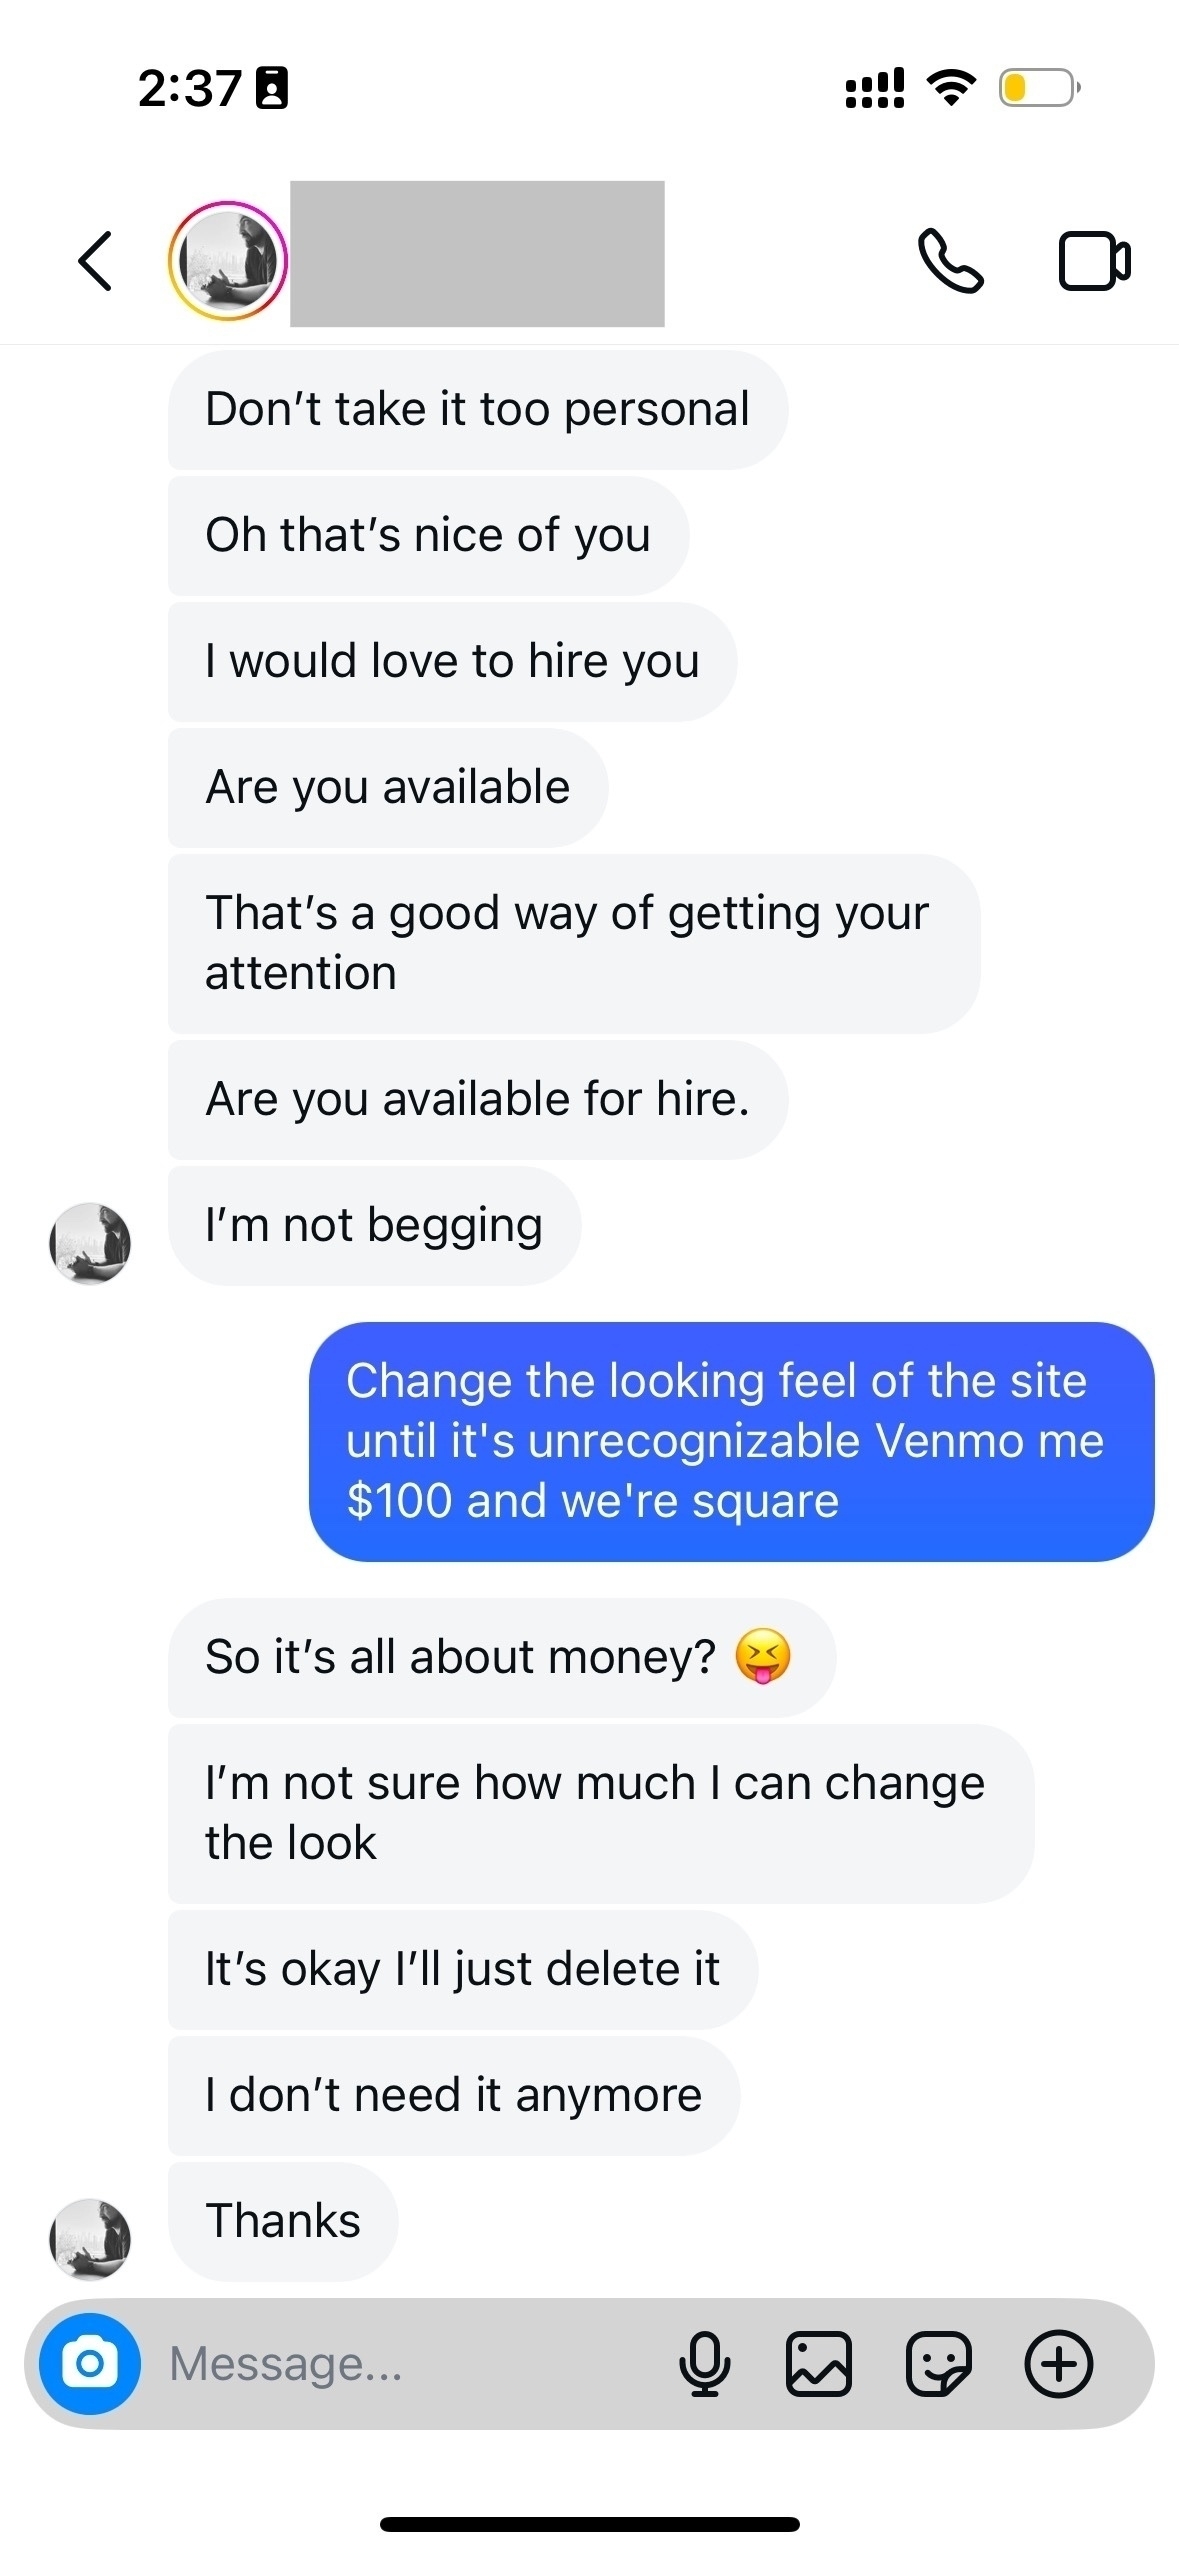 2:37
Don’t take it too personal
Oh that’s nice of you
I would love to hire you
Are you available
That’s a good way of getting your
attention
Are you available for hire.
I’m not begging
Change the looking feel of the site
until it's unrecognizable Venmo me
$100 and we're square
So it’s all about money? 😝
I’m not sure how much I can change
the look
It’s okay I’ll just delete it
I don’t need it anymore
Thanks
Message...